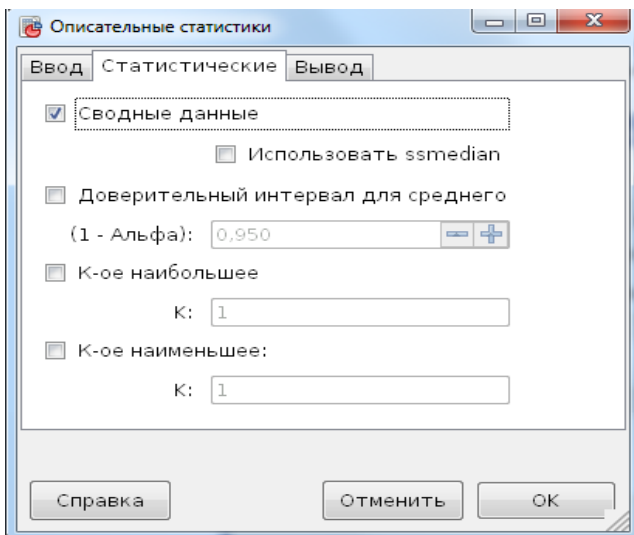 Описательные статистики
Ввод Статистические Вывод
Сводные данные
Использовать ssmedian
Доверительный интервал для среднего
(1 - Альфа): 0,950
К-ое наибольшее
К: 1
К-ое наименьшее:
К: 1
Справка Отменить ОК